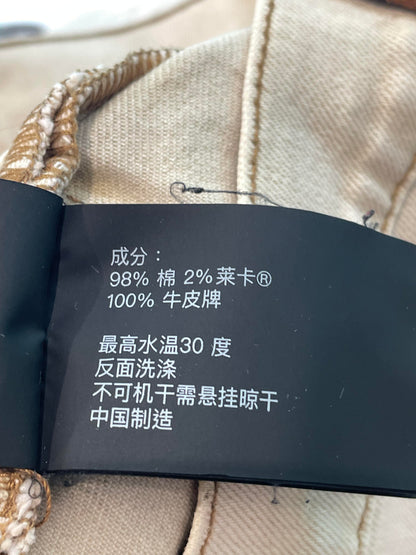 成分：
98% 棉 2%莱卡®
100% 牛皮牌
最高水温30 度
反面洗涤
不可机干需悬挂晾干
中国制造